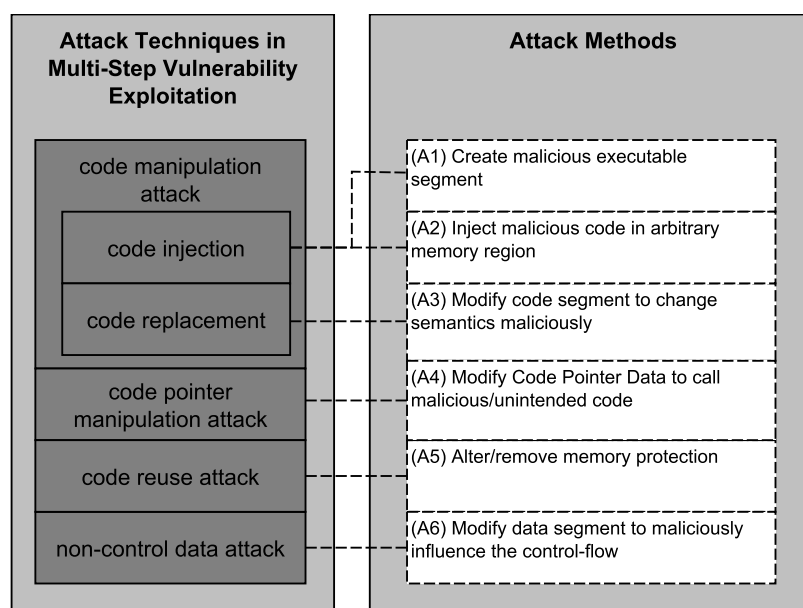 Attack Techniques in
Multi-Step Vulnerability
Exploitation
code manipulation
attack
code injection
code replacement
code pointer
manipulation attack
code reuse attack
non-control data attack
Attack Methods
(A1) Create malicious executable
segment
(A2) Inject malicious code in arbitrary
memory region
(A3) Modify code segment to change
semantics maliciously
(A4) Modify Code Pointer Data to call
malicious/unintended code
(A5) Alter/remove memory protection
(A6) Modify data segment to maliciously
influence the control-flow